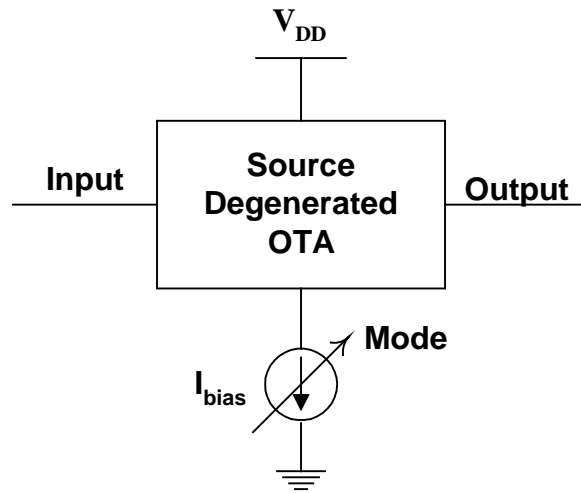 V_DD
Input
Source
Degenerated
OTA
Output
Mode
I_bias